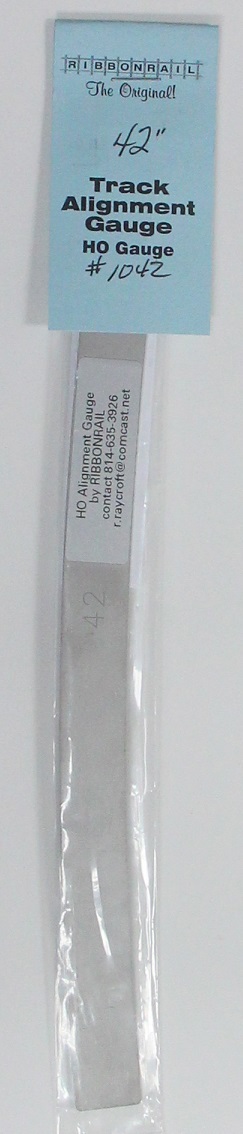 RIBBONRAIL
The Original!
42"
Track
Alignment
Gauge
HO Gauge
#1042
HO Alignment Gauge
by RIBBONRAIL
contact 814-635-3926
r.raycroft@comcast.net
42